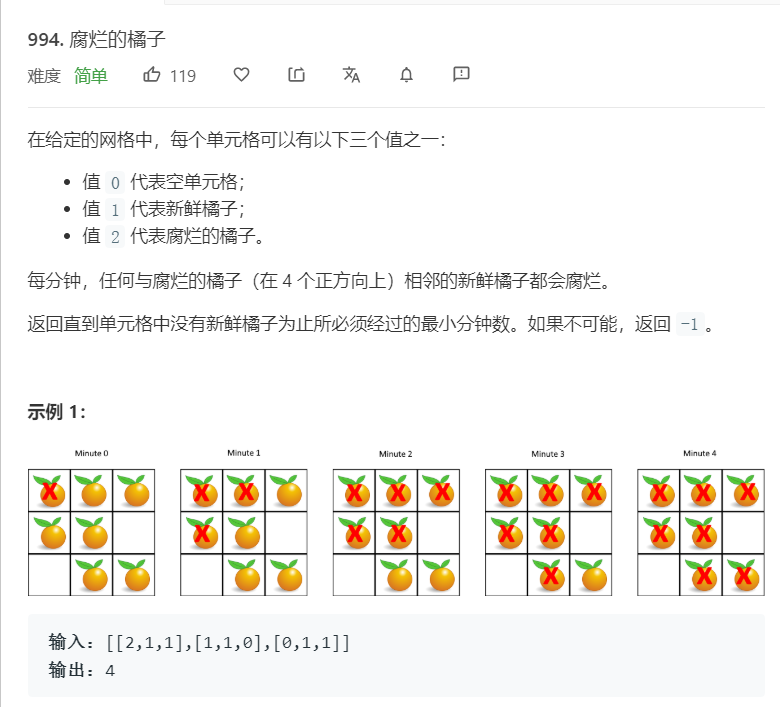 994. 腐烂的橘子
难度 简单 119
在给定的网格中，每个单元格可以有以下三个值之一：
• 值 0 代表空单元格；
• 值 1 代表新鲜橘子；
• 值 2 代表腐烂的橘子。
每分钟，任何与腐烂的橘子（在 4 个正方向上）相邻的新鲜橘子都会腐烂。
返回直到单元格中没有新鲜橘子为止所必须经过的最小分钟数。如果不可能，返回 -1 。
示例 1：
Minute 0 Minute 1 Minute 2 Minute 3 Minute 4
输入：[[2,1,1],[1,1,0],[0,1,1]]
输出：4